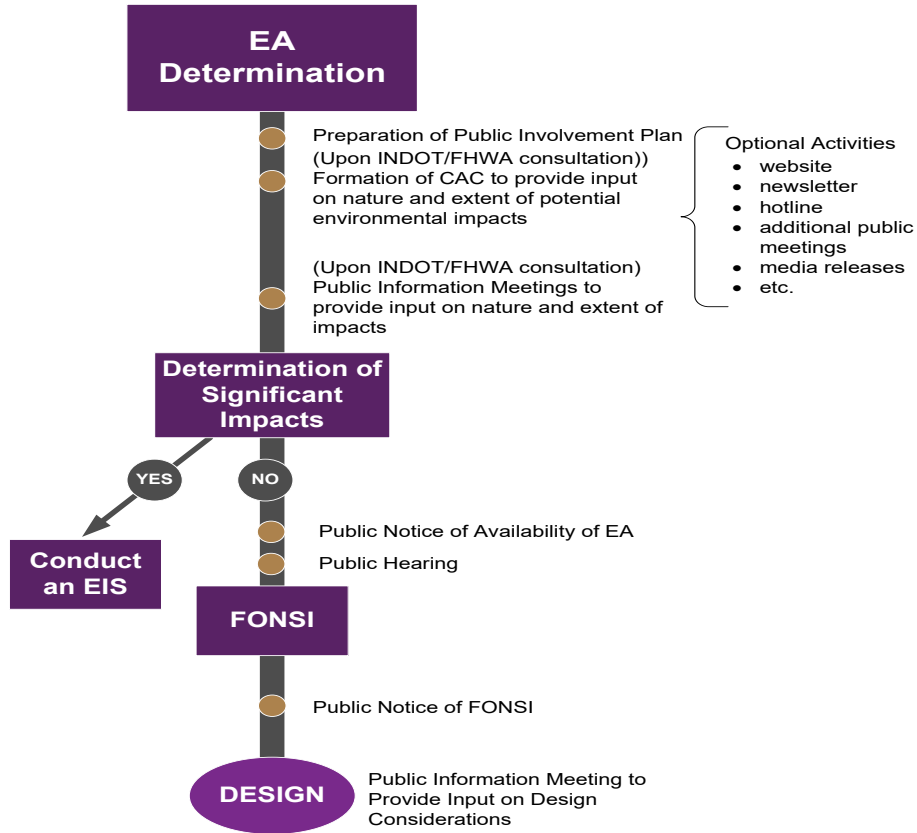 EA
Determination
Preparation of Public Involvement Plan
(Upon INDOT/FHWA consultation))
Formation of CAC to provide input
on nature and extent of potential
environmental impacts
Optional Activities
• website
• newsletter
• hotline
• additional public
meetings
• media releases
• etc.
(Upon INDOT/FHWA consultation)
Public Information Meetings to
provide input on nature and extent of
impacts
Determination of
Significant
Impacts
YES
NO
Public Notice of Availability of EA
Public Hearing
Conduct
an EIS
FONSI
Public Notice of FONSI
DESIGN
Public Information Meeting to
Provide Input on Design
Considerations